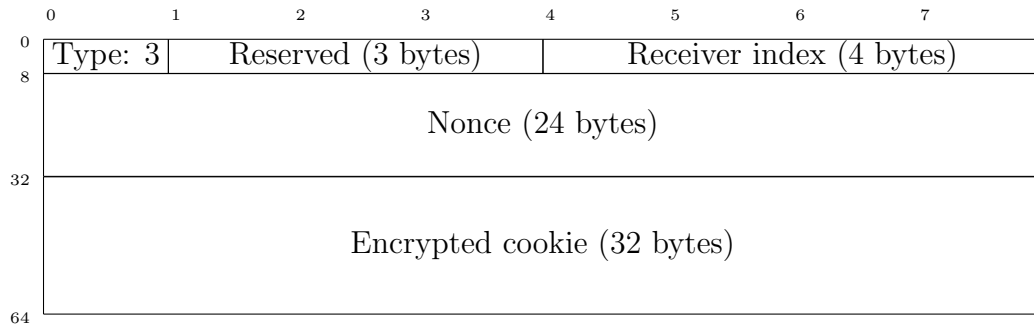 0 1 2 3 4 5 6 7
0 Type: 3 Reserved (3 bytes) Receiver index (4 bytes)
8
Nonce (24 bytes)
32
Encrypted cookie (32 bytes)
64